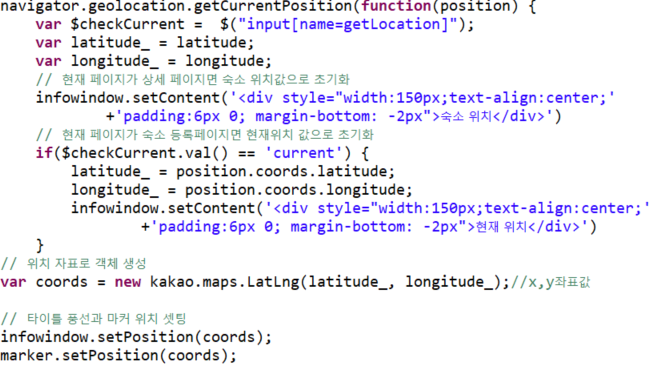 navigator.geolocation.getCurrentPosition(function(position) {
var $checkCurrent =  $("input[name=getLocation]");
var latitude_ = latitude;
var longitude_ = longitude;
// 현재 페이지가 상세 페이지면 숙소 위치값으로 초기화
infowindow.setContent('<div style="width:150px;text-align:center;'
+'padding:6px 0; margin-bottom: -2px">숙소 위치</div>')
// 현재 페이지가 숙소 등록페이지면 현재위치 값으로 초기화
if($checkCurrent.val() == 'current') {
latitude_ = position.coords.latitude;
longitude_ = position.coords.longitude;
infowindow.setContent('<div style="width:150px;text-align:center;'
+'padding:6px 0; margin-bottom: -2px">현재 위치</div>')
}
// 위치 자표로 객체 생성
var coords = new kakao.maps.LatLng(latitude_, longitude_);//x,y좌표값
// 타이틀 풍선과 마커 위치 셋팅
infowindow.setPosition(coords);
marker.setPosition(coords);